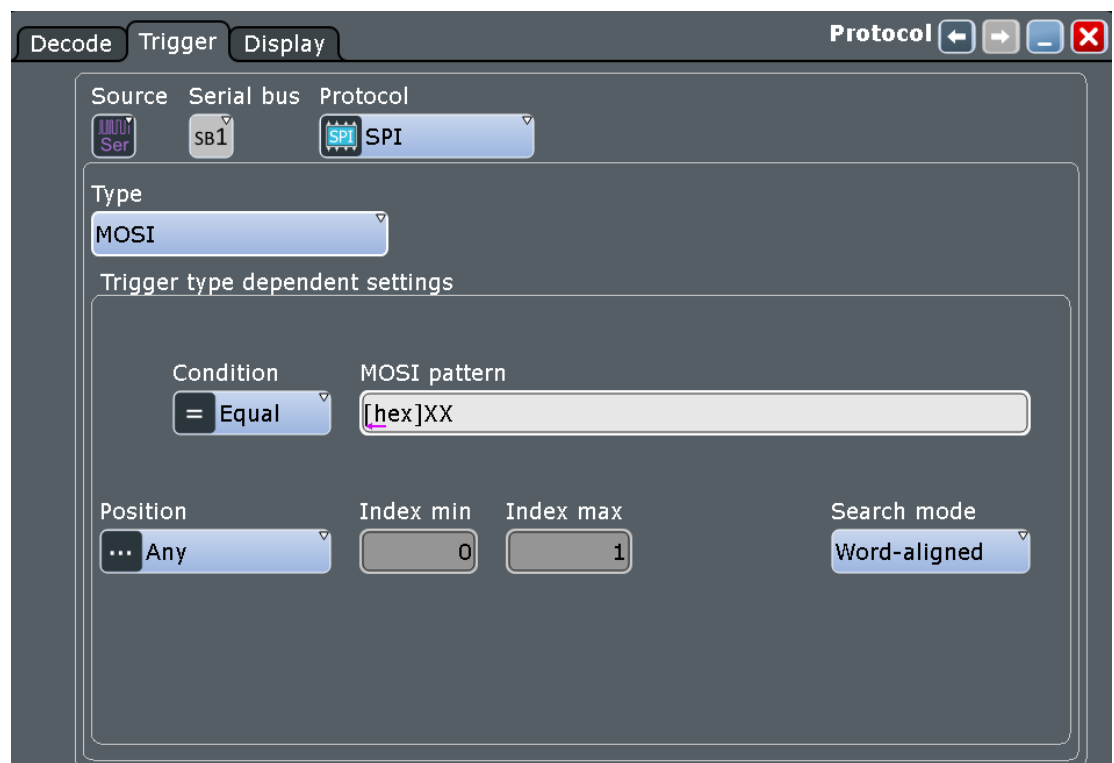 Decode Trigger Display Protocol
Source Serial bus Protocol
Ser SB1 SPI SPI
Type
MOSI
Trigger type dependent settings
Condition MOSI pattern
= Equal [hex]XX
Position Index min Index max Search mode
... Any 0 1 Word-aligned